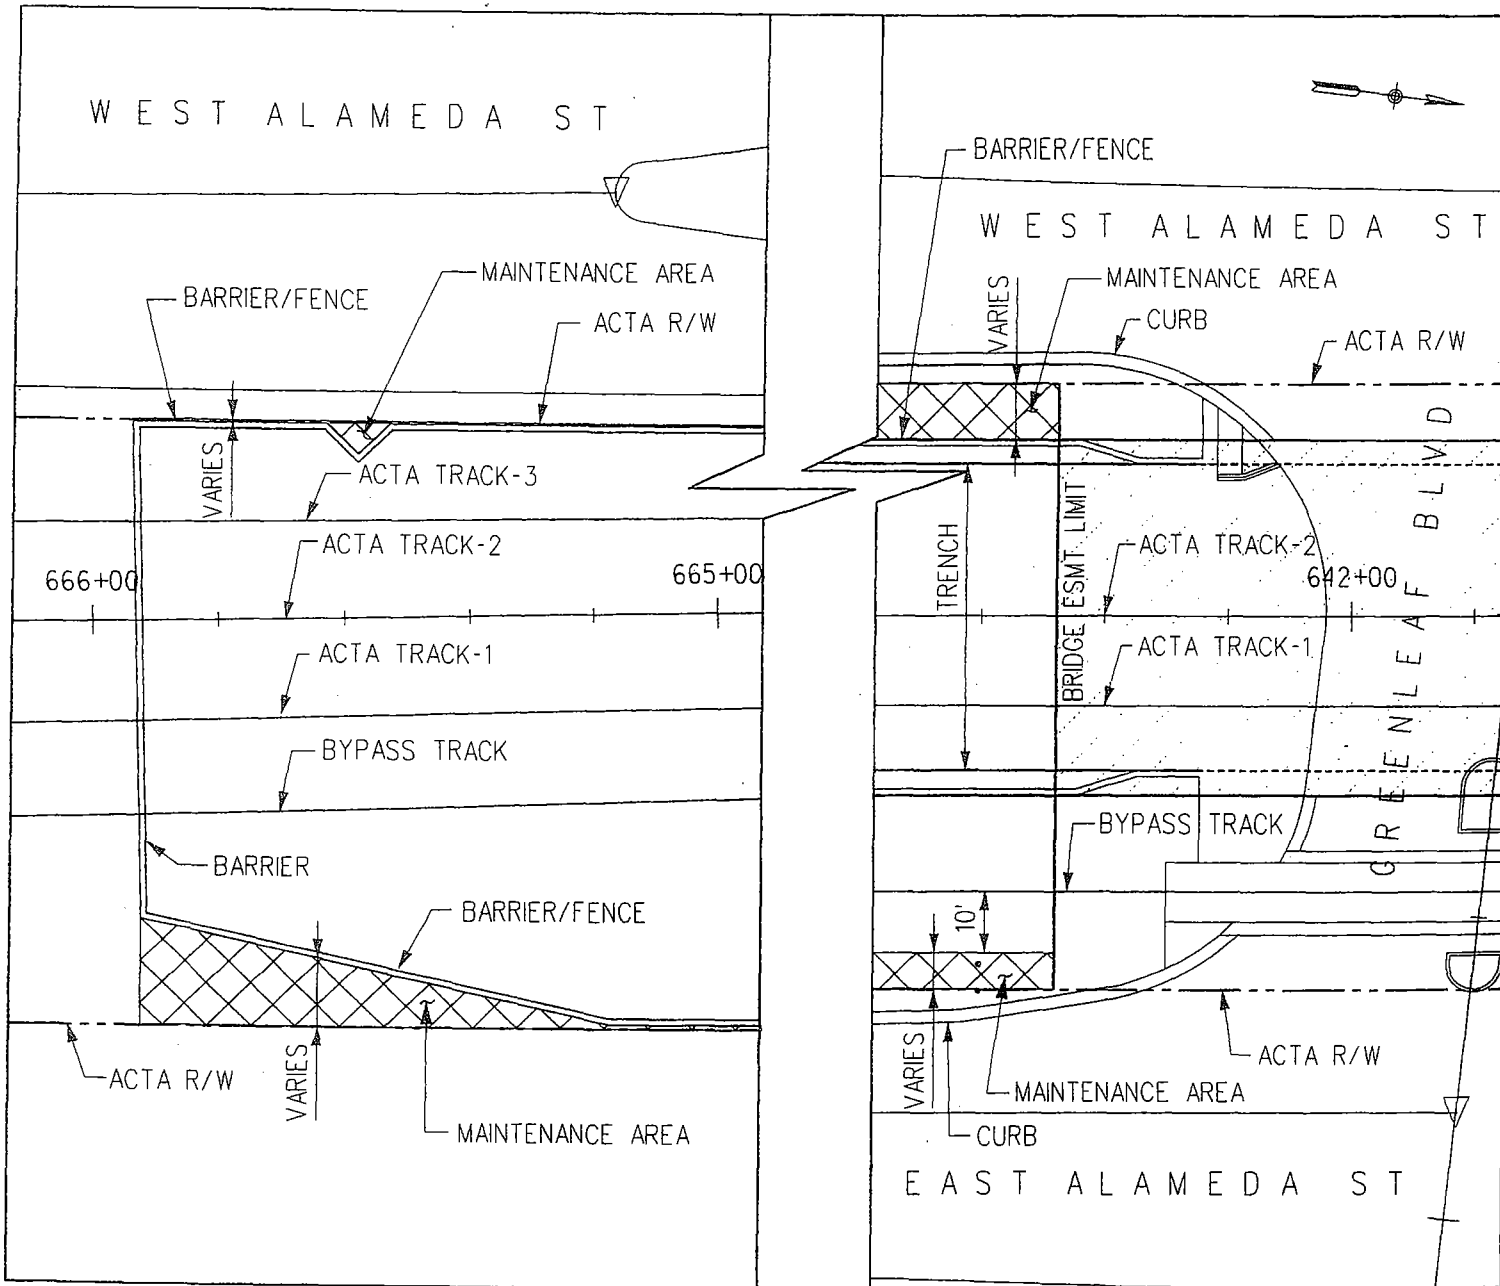 WEST ALAMEDA ST
MAINTENANCE AREA
BARRIER/FENCE
ACTA R/W
VARIES
ACTA TRACK-3
ACTA TRACK-2
666+00
665+00
ACTA TRACK-1
BYPASS TRACK
BARRIER
BARRIER/FENCE
ACTA R/W
VARIES
MAINTENANCE AREA
BARRIER/FENCE
WEST ALAMEDA ST
MAINTENANCE AREA
VARIES
CURB
ACTA R/W
TRENCH
BRIDGE ESMT LIMIT
ACTA TRACK-2
642+00
ACTA TRACK-1
GREENLEAF BLVD
BYPASS TRACK
10'
VARIES
ACTA R/W
MAINTENANCE AREA
CURB
EAST ALAMEDA ST